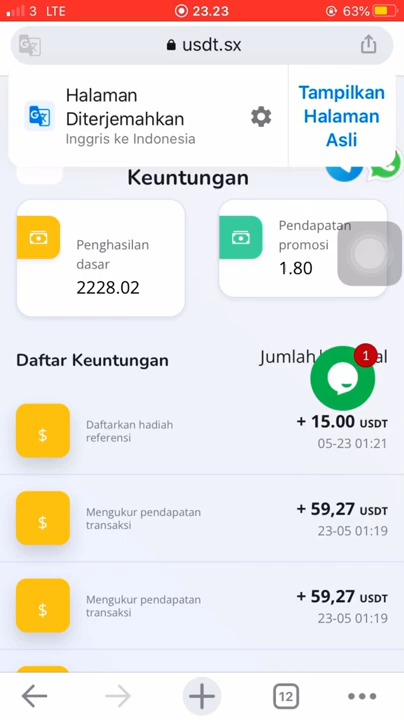 3 LTE 23.23 63%
usdt.sx
Halaman
Diterjemahkan
Inggris ke Indonesia
Tampilkan
Halaman
Asli
Keuntungan
Penghasilan
dasar
2228.02
Pendapatan
promosi
1.80
Daftar Keuntungan
Jumlah
1
$
Daftarkan hadiah
referensi
+ 15.00 USDT
05-23 01:21
$
Mengukur pendapatan
transaksi
+ 59,27 USDT
23-05 01:19
$
Mengukur pendapatan
transaksi
+ 59,27 USDT
23-05 01:19
12